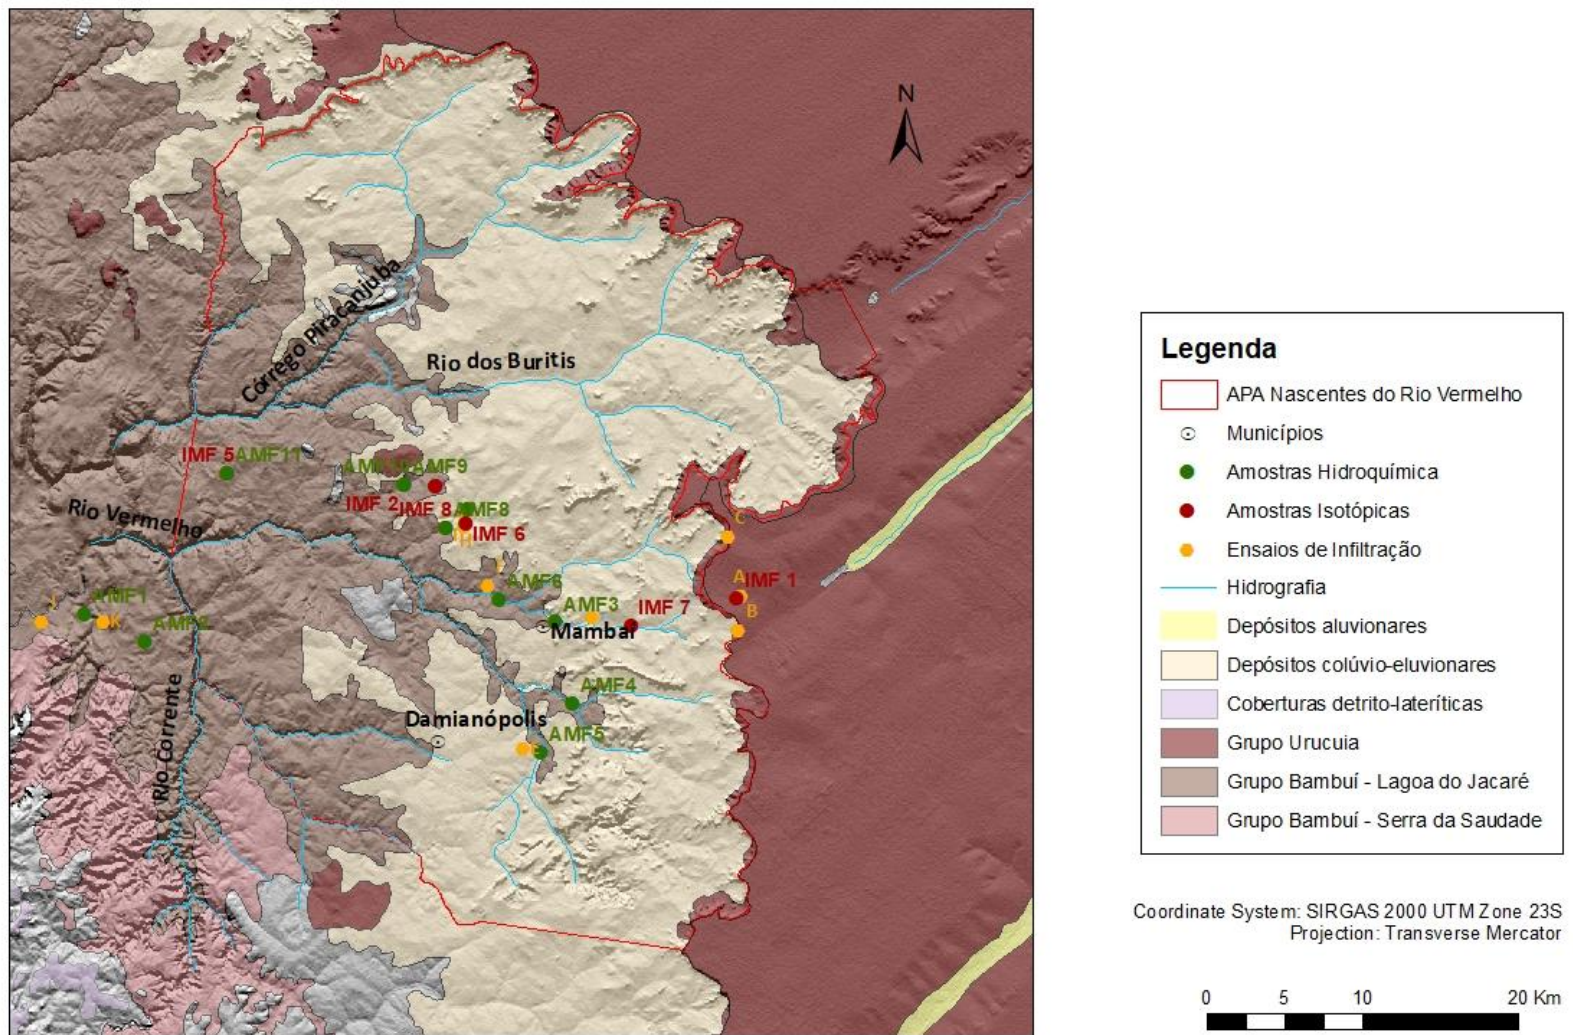 N
Córrego Piracanjuba
Rio dos Buritis
IMF 5
AMF11
AMF9
IMF 2
IMF 8
AMF8
IMF 6
H
Rio Vermelho
C
A
IMF 1
B
AMF6
AMF3
IMF 7
Mambaí
J
AMF1
K
AMF2
AMF4
Rio Corrente
Damianópolis
AMF5
Legenda
APA Nascentes do Rio Vermelho
Municípios
Amostras Hidroquímica
Amostras Isotópicas
Ensaios de Infiltração
Hidrografia
Depósitos aluvionares
Depósitos colúvio-eluvionares
Coberturas detrito-lateríticas
Grupo Urucuia
Grupo Bambuí - Lagoa do Jacaré
Grupo Bambuí - Serra da Saudade
Coordinate System: SIRGAS 2000 UTM Zone 23S
Projection: Transverse Mercator
0 5 10 20 Km